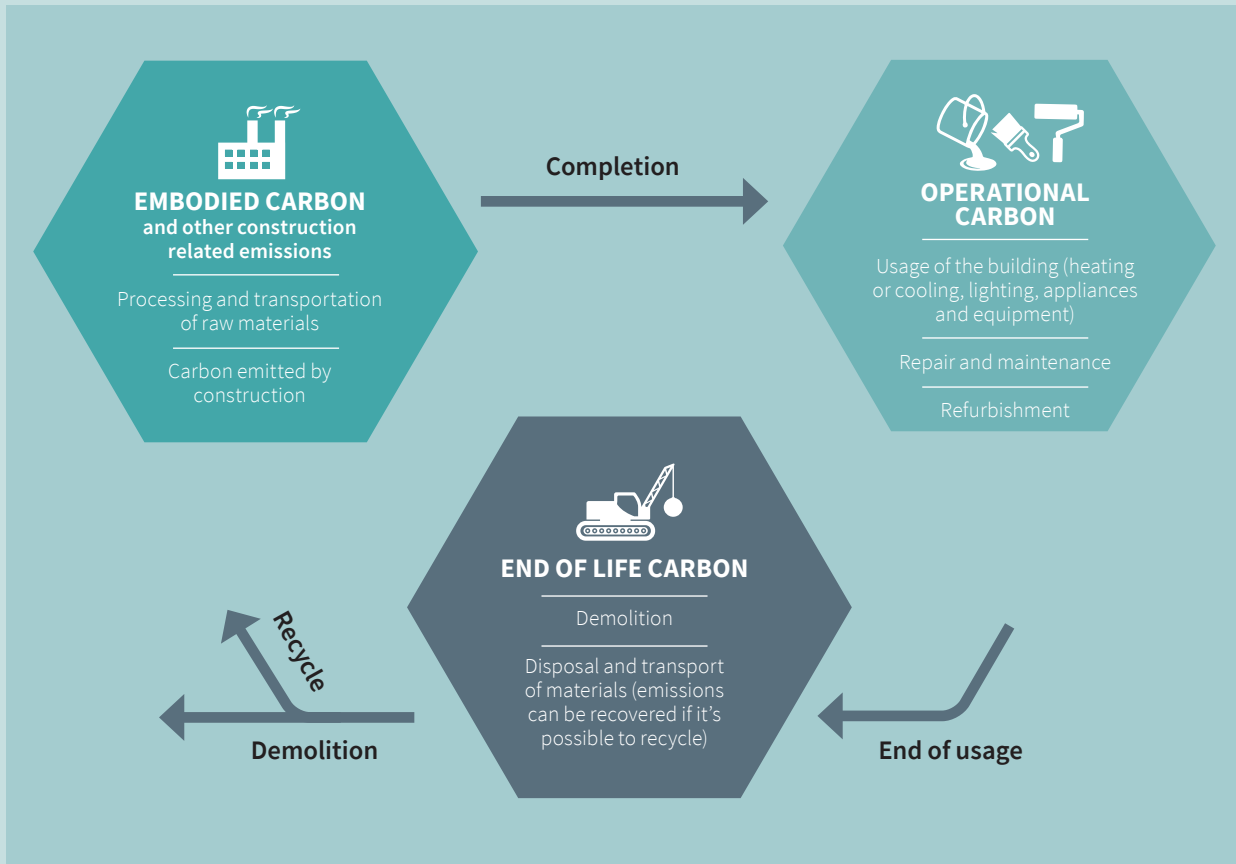 EMBODIED CARBON
and other construction
related emissions
Processing and transportation
of raw materials
Carbon emitted by
construction
Completion
OPERATIONAL
CARBON
Usage of the building (heating
or cooling, lighting, appliances
and equipment)
Repair and maintenance
Refurbishment
End of usage
END OF LIFE CARBON
Demolition
Disposal and transport
of materials (emissions
can be recovered if it's
possible to recycle)
Recycle
Demolition